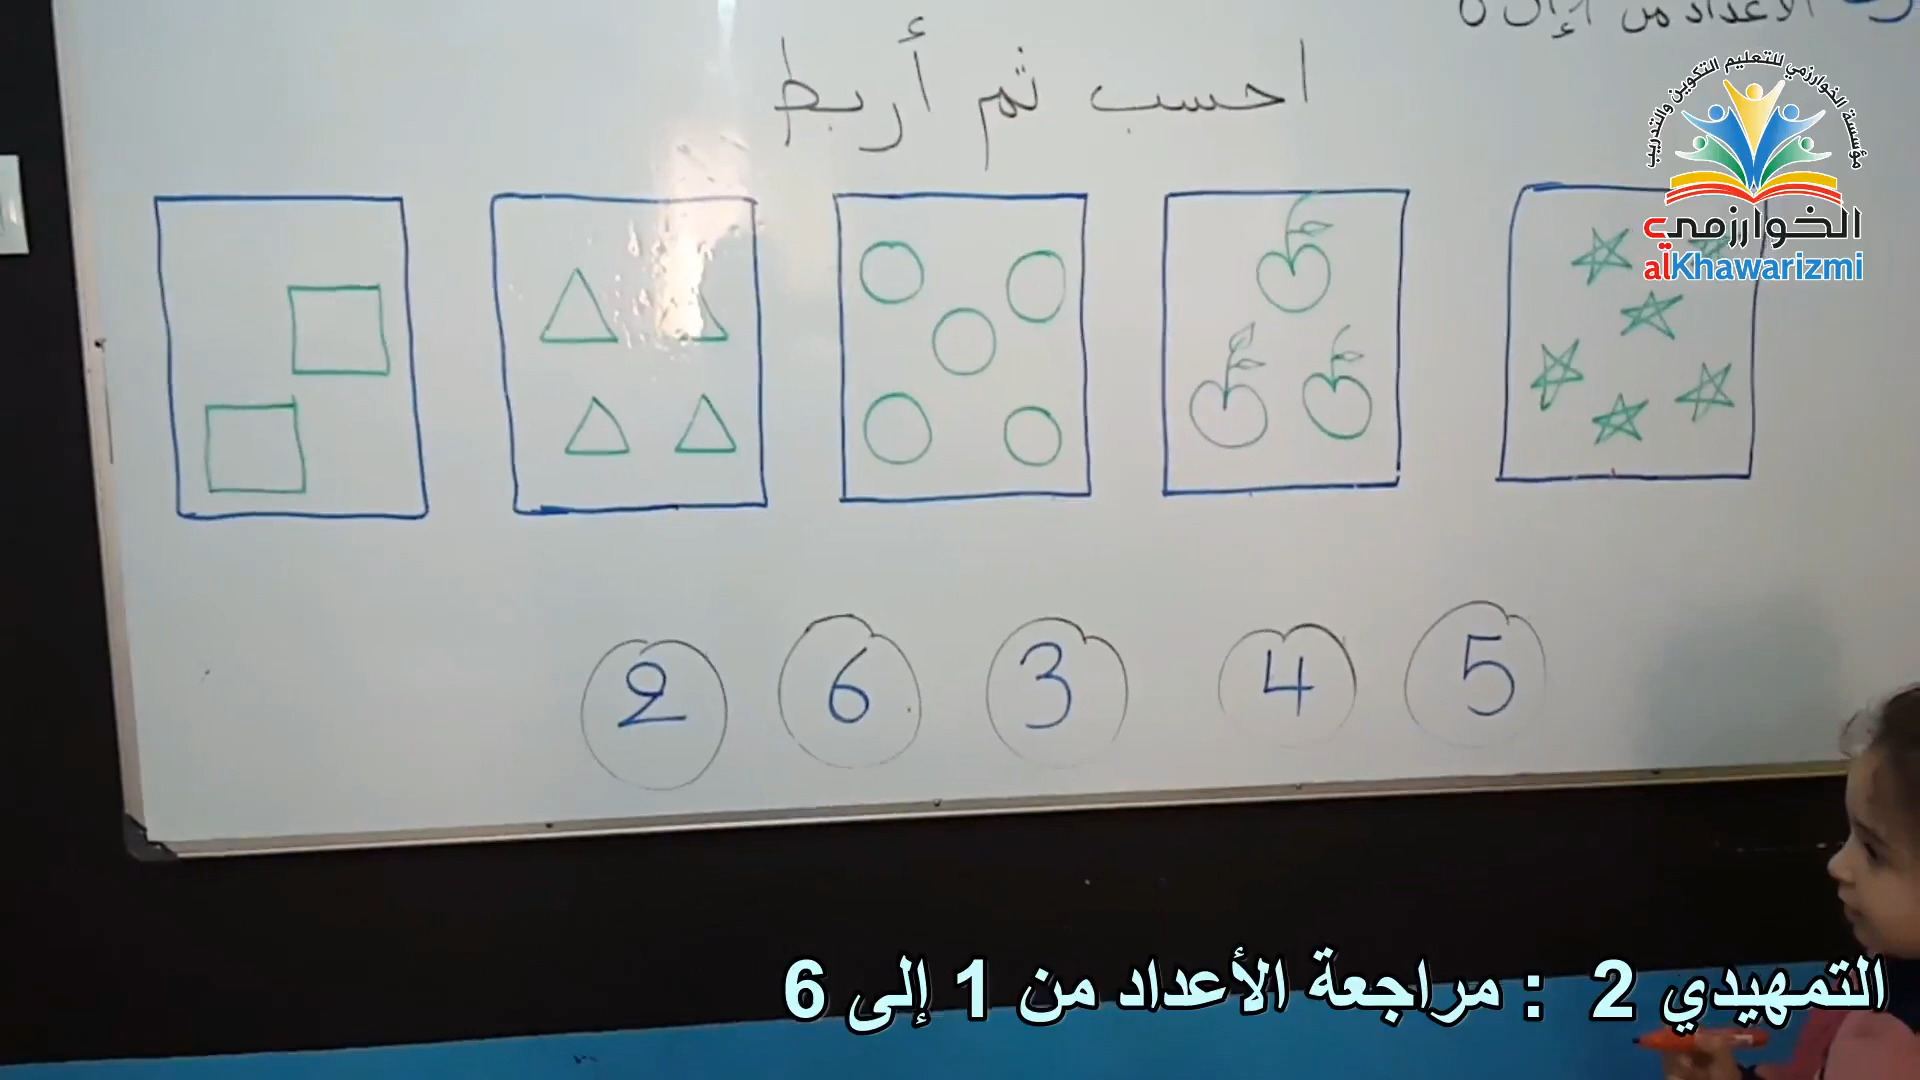 الأعداد من 1 إلى 6
احسب ثم أربط
مؤسسة الخوارزمي للتعليم التكوين والتدريب
الخوارزمي
alKhawarizmi
2 6 3 4 5
التمهيدي 2 : مراجعة الأعداد من 1 إلى 6